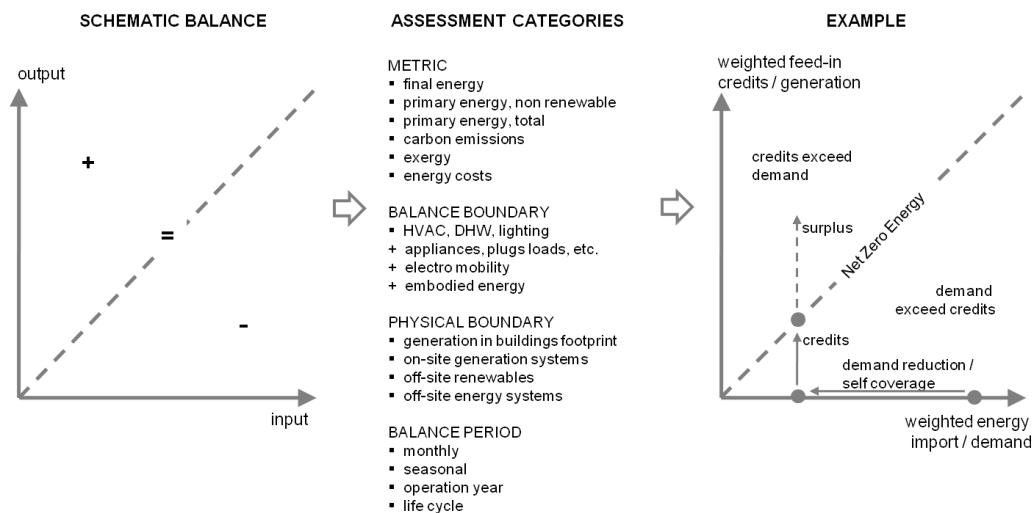 SCHEMATIC BALANCE
output
+
=
-
input
ASSESSMENT CATEGORIES
METRIC
▪ final energy
▪ primary energy, non renewable
▪ primary energy, total
▪ carbon emissions
▪ exergy
▪ energy costs
BALANCE BOUNDARY
▪ HVAC, DHW, lighting
+ appliances, plugs loads, etc.
+ electro mobility
+ embodied energy
PHYSICAL BOUNDARY
▪ generation in buildings footprint
▪ on-site generation systems
▪ off-site renewables
▪ off-site energy systems
BALANCE PERIOD
▪ monthly
▪ seasonal
▪ operation year
▪ life cycle
EXAMPLE
weighted feed-in
credits / generation
credits exceed
demand
surplus
Net Zero Energy
demand
exceed credits
credits
demand reduction /
self coverage
weighted energy
import / demand